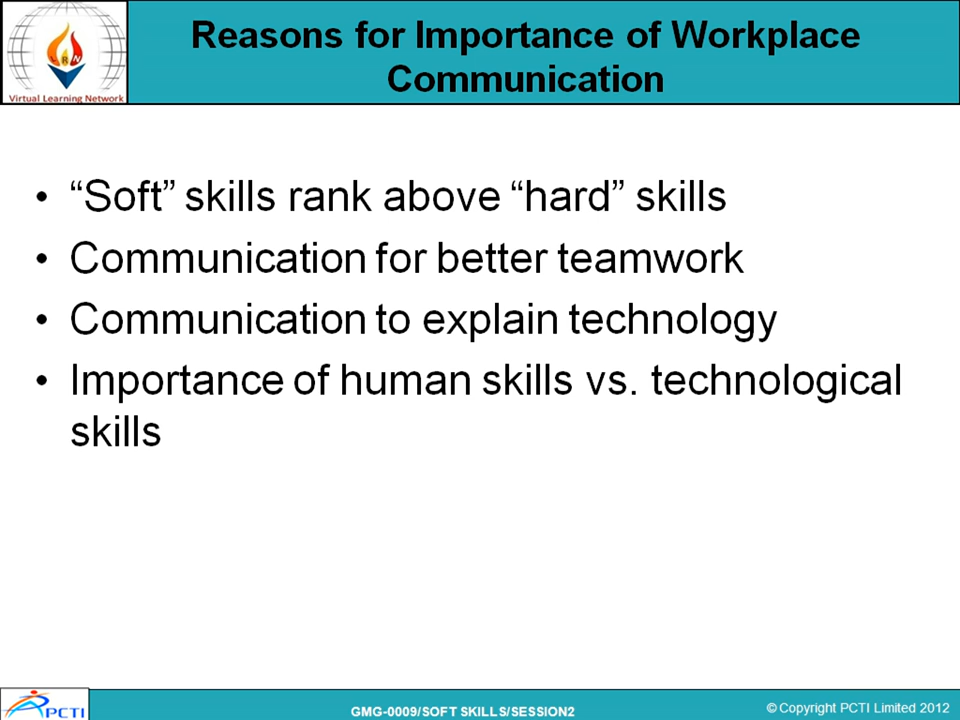 Reasons for Importance of Workplace
Communication
RN
Virtual Learning Network
• “Soft” skills rank above “hard” skills
• Communication for better teamwork
• Communication to explain technology
• Importance of human skills vs. technological
skills
PCTI
GMG-0009/SOFT SKILLS/SESSION2
© Copyright PCTI Limited 2012